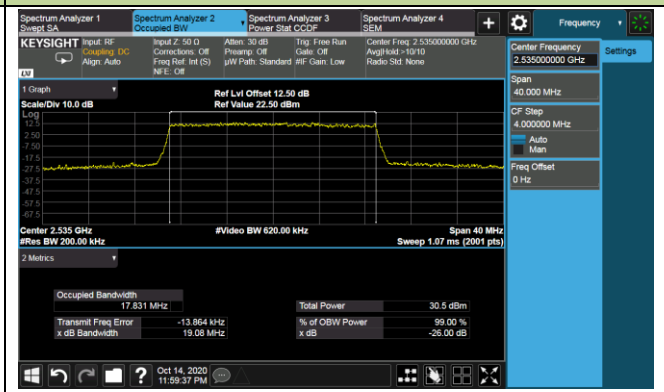 Spectrum Analyzer 1
Swept SA
Spectrum Analyzer 2
Occupied BW
Spectrum Analyzer 3
Power Stat CCDF
Spectrum Analyzer 4
SEM
Frequency
KEYSIGHT
Input: RF
Coupling: DC
Align: Auto
Input Z: 50 Ω
Corrections: Off
Freq Ref: Int (S)
NFE: Off
Atten: 30 dB
Preamp: Off
µW Path: Standard
Trig: Free Run
Gate: Off
#IF Gain: Low
Center Freq: 2.535000000 GHz
Avg|Hold:>10/10
Radio Std: None
LXI
Center Frequency
2.535000000 GHz
Settings
Span
40.000 MHz
CF Step
4.000000 MHz
Auto
Man
Freq Offset
0 Hz
1 Graph
Scale/Div 10.0 dB
Ref Lvl Offset 12.50 dB
Ref Value 22.50 dBm
Log
12.5
2.50
-7.50
-17.5
-27.5
-37.5
-47.5
-57.5
-67.5
Center 2.535 GHz
#Res BW 200.00 kHz
#Video BW 620.00 kHz
Span 40 MHz
Sweep 1.07 ms (2001 pts)
2 Metrics
Occupied Bandwidth
17.831 MHz
Total Power 30.5 dBm
Transmit Freq Error -13.864 kHz
% of OBW Power 99.00 %
x dB Bandwidth 19.08 MHz
x dB -26.00 dB
Oct 14, 2020
11:59:37 PM